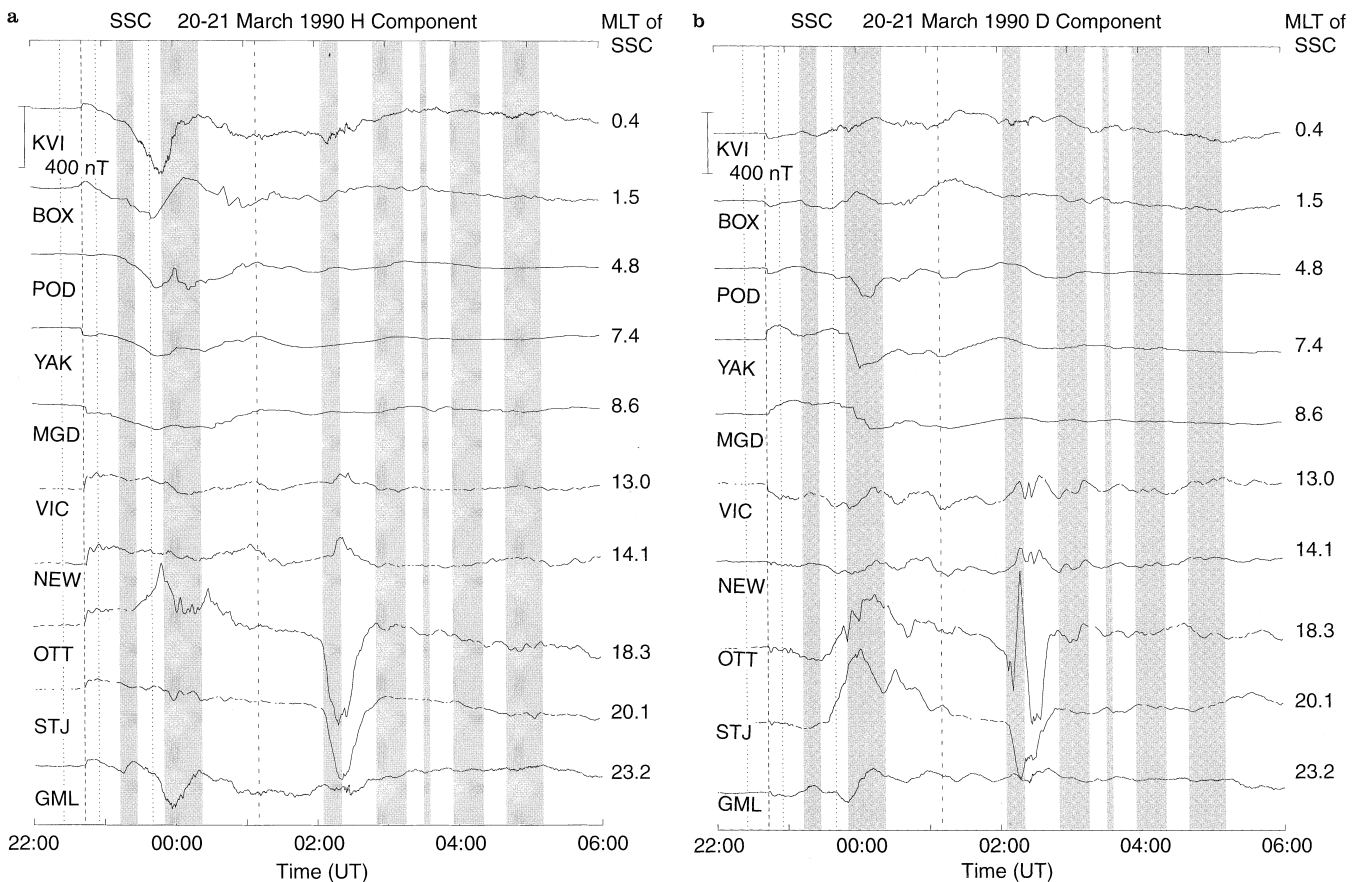 a
SSC 20-21 March 1990 H Component
MLT of
SSC
KVI
400 nT
0.4
BOX
1.5
POD
4.8
YAK
7.4
MGD
8.6
VIC
13.0
NEW
14.1
OTT
18.3
STJ
20.1
GML
23.2
22:00 00:00 02:00 04:00 06:00
Time (UT)
b
SSC 20-21 March 1990 D Component
MLT of
SSC
KVI
400 nT
0.4
BOX
1.5
POD
4.8
YAK
7.4
MGD
8.6
VIC
13.0
NEW
14.1
OTT
18.3
STJ
20.1
GML
23.2
22:00 00:00 02:00 04:00 06:00
Time (UT)